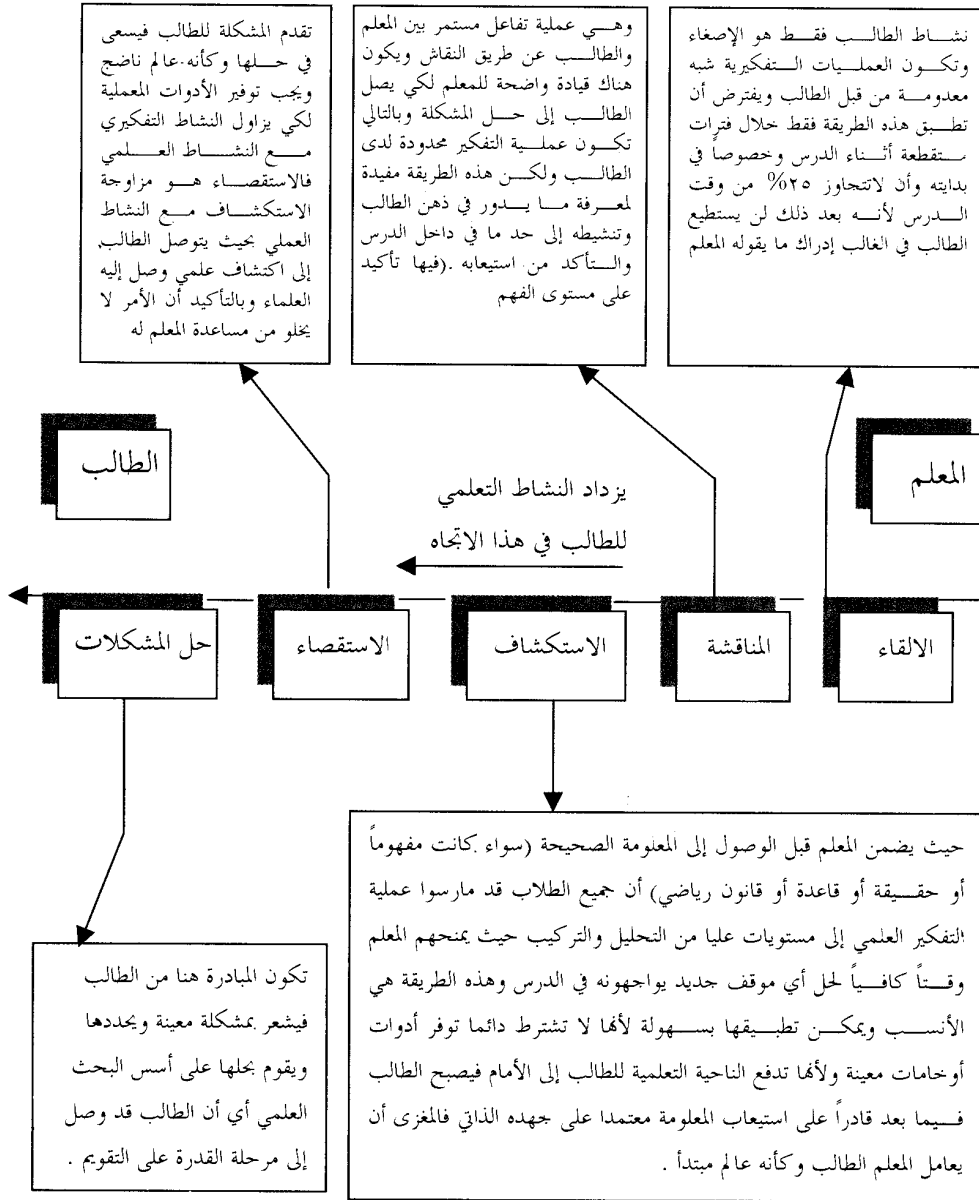 نشاط الطالب فقط هو الإصغاء
وتكون العمليات التفكيرية شبه
معدومة من قبل الطالب ويفترض أن
تطبق هذه الطريقة فقط خلال فترات
متقطعة أثناء الدرس وخصوصاً في
بدايته وأن لاتتجاوز ٢٥% من وقت
الدرس لأنه بعد ذلك لن يستطيع
الطالب في الغالب إدراك ما يقوله المعلم
وهي عملية تفاعل مستمر بين المعلم
والطالب عن طريق النقاش ويكون
هناك قيادة واضحة للمعلم لكي يصل
الطالب إلى حل المشكلة وبالتالي
تكون عملية التفكير محدودة لدى
الطالب ولكن هذه الطريقة مفيدة
لمعرفة ما يدور في ذهن الطالب
وتنشيطه إلى حد ما في داخل الدرس
والتأكد من استيعابه .(فيها تأكيد
على مستوى الفهم
تقدم المشكلة للطالب فيسعى
في حلها وكأنه عالم ناضج
ويجب توفير الأدوات المعملية
لكي يزاول النشاط التفكيري
مع النشاط العلمي
فالاستقصاء هو مزاوجة
الاستكشاف مع النشاط
العملي بحيث يتوصل الطالب
إلى اكتشاف علمي وصل إليه
العلماء وبالتأكيد أن الأمر لا
يخلو من مساعدة المعلم له
المعلم
يزداد النشاط التعلمي
للطالب في هذا الاتجاه
الطالب
الالقاء
المناقشة
الاستكشاف
الاستقصاء
حل المشكلات
حيث يضمن المعلم قبل الوصول إلى المعلومة الصحيحة (سواء كانت مفهوماً
أو حقيقة أو قاعدة أو قانون رياضي) أن جميع الطلاب قد مارسوا عملية
التفكير العلمي إلى مستويات عليا من التحليل والتركيب حيث يمنحهم المعلم
وقتاً كافياً لحل أي موقف جديد يواجهونه في الدرس وهذه الطريقة هي
الأنسب ويمكن تطبيقها بسهولة لأنها لا تشترط دائما توفر أدوات
أوخامات معينة ولأنها تدفع الناحية التعلمية للطالب إلى الأمام فيصبح الطالب
فيما بعد قادراً على استيعاب المعلومة معتمدا على جهده الذاتي فالمغزى أن
يعامل المعلم الطالب وكأنه عالم مبتدأ .
تكون المبادرة هنا من الطالب
فيشعر بمشكلة معينة ويحددها
ويقوم بحلها على أسس البحث
العلمي أي أن الطالب قد وصل
إلى مرحلة القدرة على التقويم .